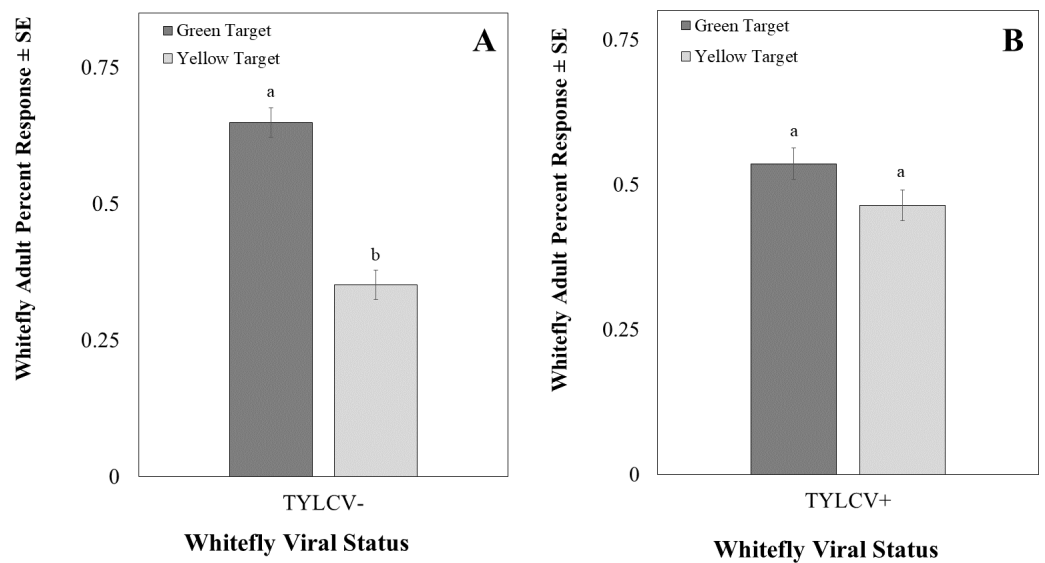 Whitefly Adult Percent Response ± SE
Green Target
Yellow Target
A
0.75
0.5
0.25
0
a
b
TYLCV-
Whitefly Viral Status
Whitefly Adult Percent Response ± SE
Green Target
Yellow Target
B
0.75
0.5
0.25
0
a
a
TYLCV+
Whitefly Viral Status